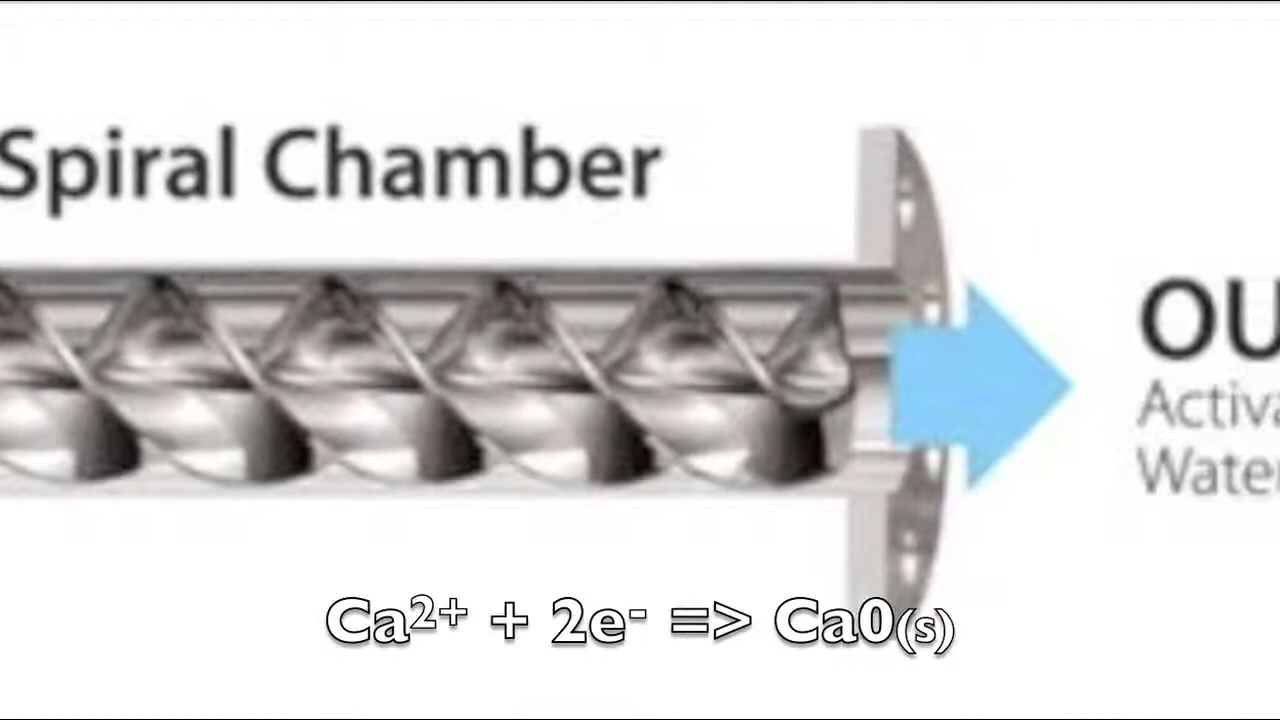 Spiral Chamber
Ca²⁺ + 2e⁻ => Ca0(s)